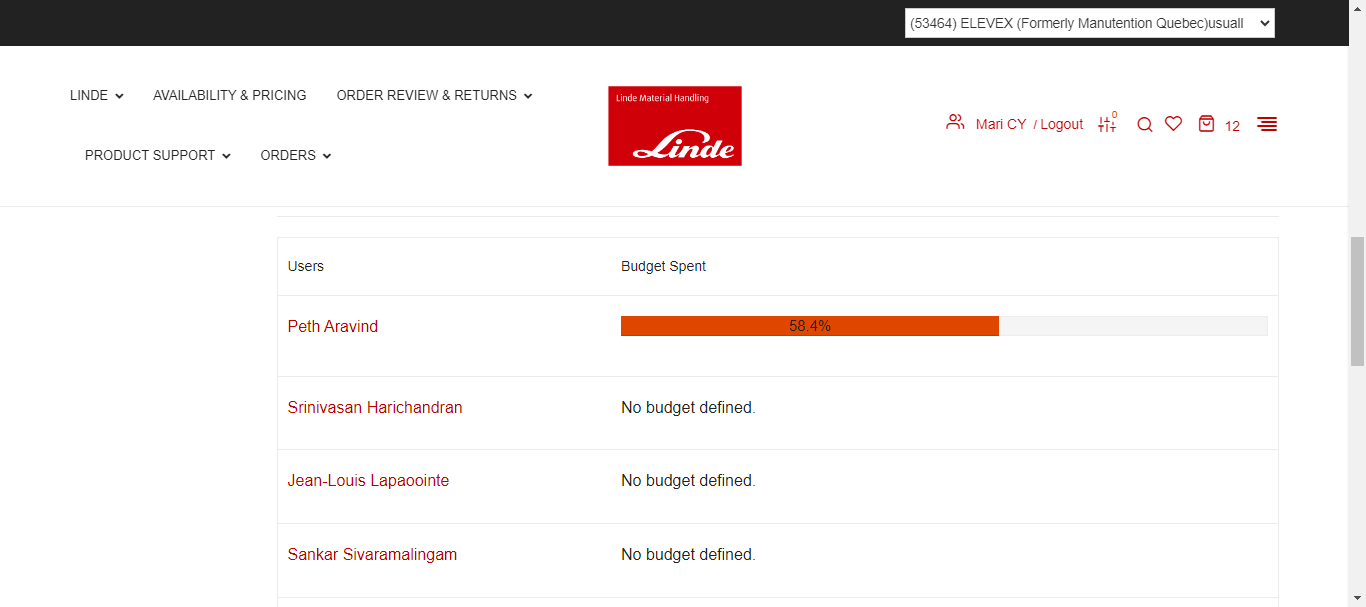 (53464) ELEVEX (Formerly Manutention Quebec)usuall
LINDE
AVAILABILITY & PRICING
ORDER REVIEW & RETURNS
PRODUCT SUPPORT
ORDERS
Linde Material Handling
Linde
Mari CY / Logout
0
12
Users
Budget Spent
Peth Aravind
58.4%
Srinivasan Harichandran
No budget defined.
Jean-Louis Lapaoointe
No budget defined.
Sankar Sivaramalingam
No budget defined.